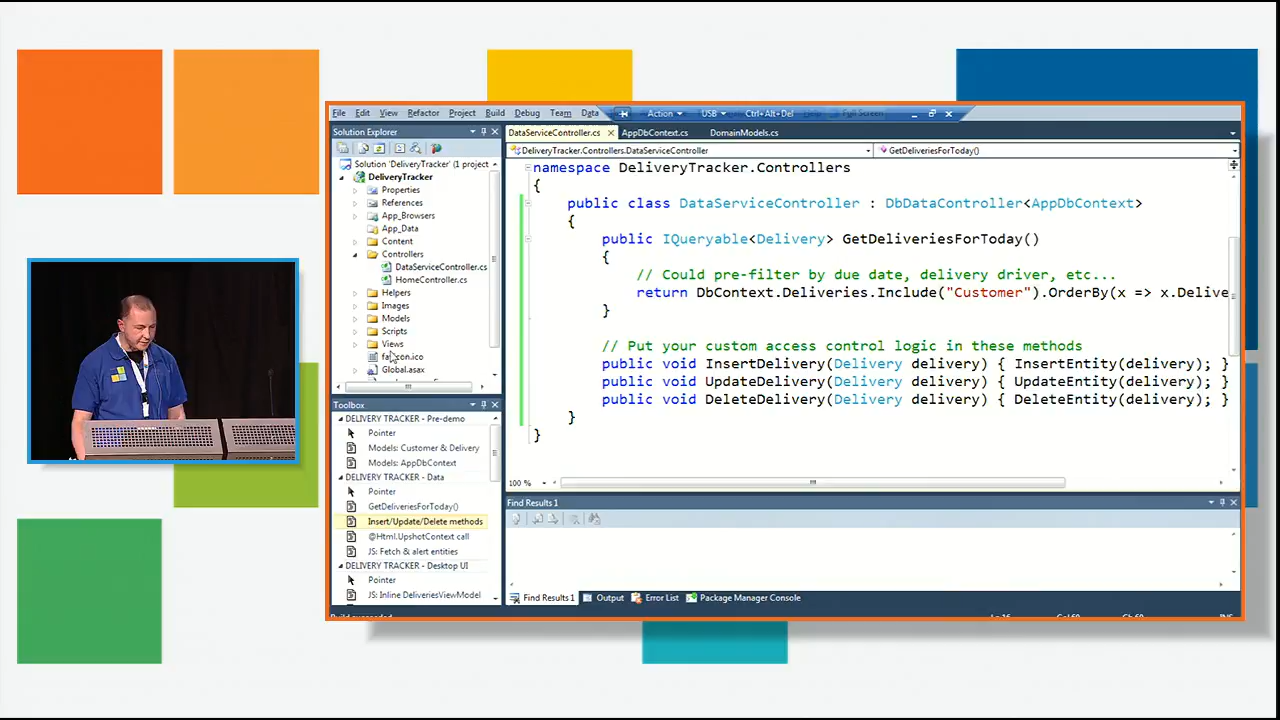 File Edit View Refactor Project Build Debug Team Data Action USB Ctrl+Alt+Del Help Full Screen
Solution Explorer
Solution 'DeliveryTracker' (1 project
DeliveryTracker
Properties
References
App_Browsers
App_Data
Content
Controllers
DataServiceController.cs
HomeController.cs
Helpers
Images
Models
Scripts
Views
favicon.ico
Global.asax
Toolbox
DELIVERY TRACKER - Pre-demo
Pointer
Models: Customer & Delivery
Models: AppDbContext
DELIVERY TRACKER - Data
Pointer
GetDeliveriesForToday()
Insert/Update/Delete methods
@Html.UpshotContext call
JS: Fetch & alert entities
DELIVERY TRACKER - Desktop UI
Pointer
JS: Inline DeliveriesViewModel
DataServiceController.cs AppDbContext.cs DomainModels.cs
DeliveryTracker.Controllers.DataServiceController GetDeliveriesForToday()
namespace DeliveryTracker.Controllers
{
public class DataServiceController : DbDataController<AppDbContext>
{
public IQueryable<Delivery> GetDeliveriesForToday()
{
// Could pre-filter by due date, delivery driver, etc...
return DbContext.Deliveries.Include("Customer").OrderBy(x => x.Delive
}
// Put your custom access control logic in these methods
public void InsertDelivery(Delivery delivery) { InsertEntity(delivery); }
public void UpdateDelivery(Delivery delivery) { UpdateEntity(delivery); }
public void DeleteDelivery(Delivery delivery) { DeleteEntity(delivery); }
}
}
100 %
Find Results 1
Find Results 1 Output Error List Package Manager Console